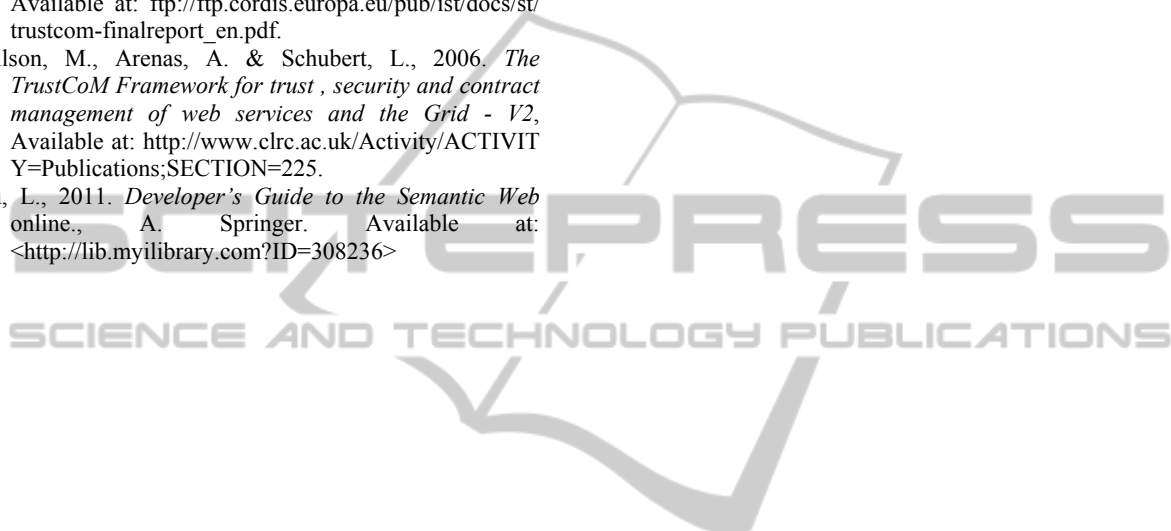 Available at: ftp://ftp.cordis.europa.eu/pub/ist/docs/st/
trustcom-finalreport_en.pdf.
lson, M., Arenas, A. & Schubert, L., 2006. The
TrustCoM Framework for trust , security and contract
management of web services and the Grid - V2,
Available at: http://www.clrc.ac.uk/Activity/ACTIVIT
Y=Publications;SECTION=225.
, L., 2011. Developer's Guide to the Semantic Web
online., A. Springer. Available at:
<http://lib.myilibrary.com?ID=308236>
SCITEPRESS
SCIENCE AND TECHNOLOGY PUBLICATIONS